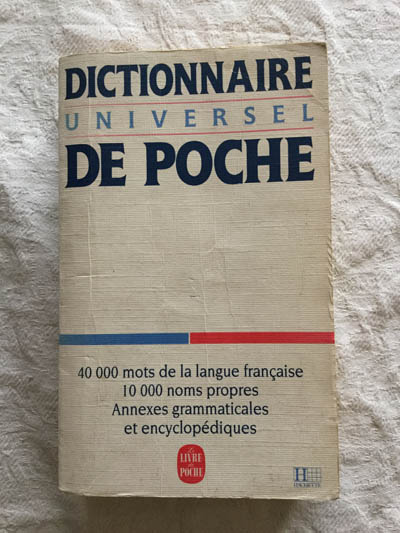 DICTIONNAIRE
UNIVERSEL
DE POCHE
40 000 mots de la langue française
10 000 noms propres
Annexes grammaticales
et encyclopédiques
Le
LIVRE
de
POCHE
H
HACHETTE